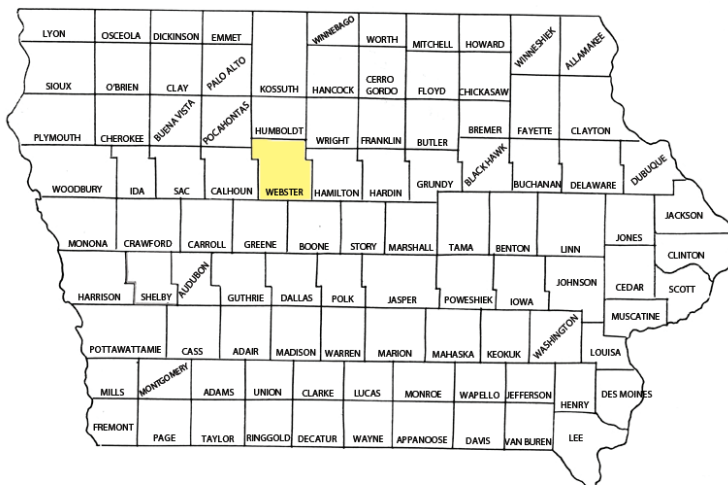 LYON OSCEOLA DICKINSON EMMET WINNEBAGO WORTH MITCHELL HOWARD WINNESHIEK ALLAMAKEE
SIOUX O'BRIEN CLAY PALO ALTO KOSSUTH HANCOCK CERRO GORDO FLOYD CHICKASAW
PLYMOUTH CHEROKEE BUENA VISTA POCAHONTAS HUMBOLDT WRIGHT FRANKLIN BUTLER BREMER FAYETTE CLAYTON
WOODBURY IDA SAC CALHOUN WEBSTER HAMILTON HARDIN GRUNDY BLACK HAWK BUCHANAN DELAWARE DUBUQUE
MONONA CRAWFORD CARROLL GREENE BOONE STORY MARSHALL TAMA BENTON LINN JONES JACKSON
HARRISON SHELBY AUDUBON GUTHRIE DALLAS POLK JASPER POWESHIEK IOWA JOHNSON CEDAR CLINTON
SCOTT
MUSCATINE
POTTAWATTAMIE CASS ADAIR MADISON WARREN MARION MAHASKA KEOKUK WASHINGTON LOUISA
MILLS MONTGOMERY ADAMS UNION CLARKE LUCAS MONROE WAPELLO JEFFERSON HENRY DES MOINES
FREMONT PAGE TAYLOR RINGGOLD DECATUR WAYNE APPANOOSE DAVIS VAN BUREN LEE